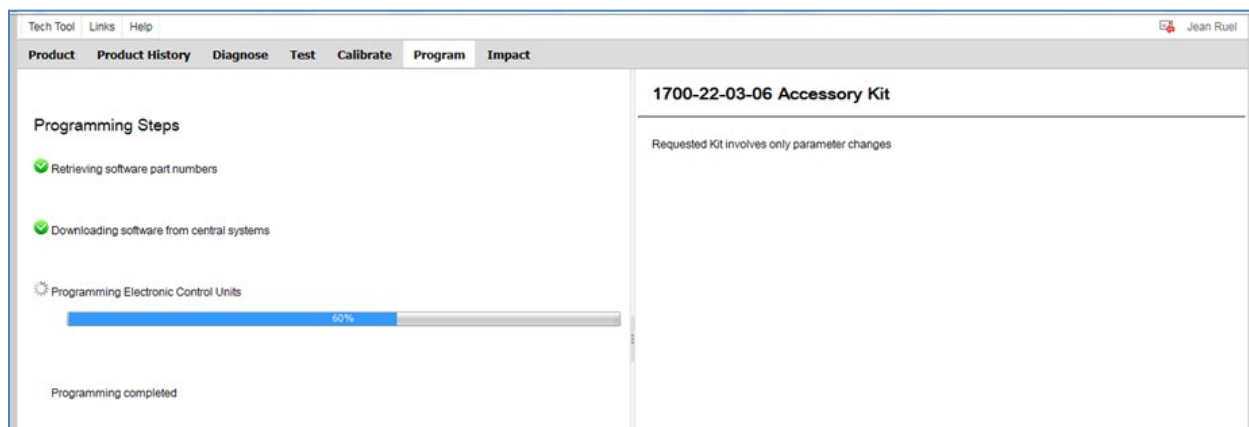 Tech Tool Links Help Jean Ruel
Product Product History Diagnose Test Calibrate Program Impact
Programming Steps
Retrieving software part numbers
Downloading software from central systems
Programming Electronic Control Units
60%
Programming completed
1700-22-03-06 Accessory Kit
Requested Kit involves only parameter changes